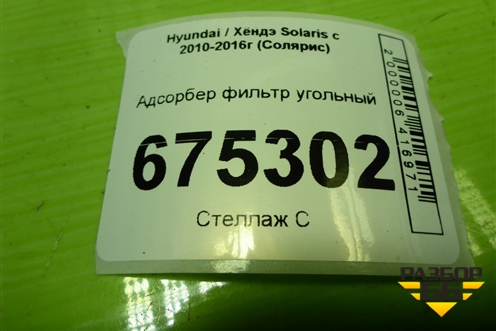 Hyundai / Хёндэ Solaris с
2010-2016г (Солярис)
Адсорбер фильтр угольный
675302
Стеллаж С
2000006416971
РАЗБОР